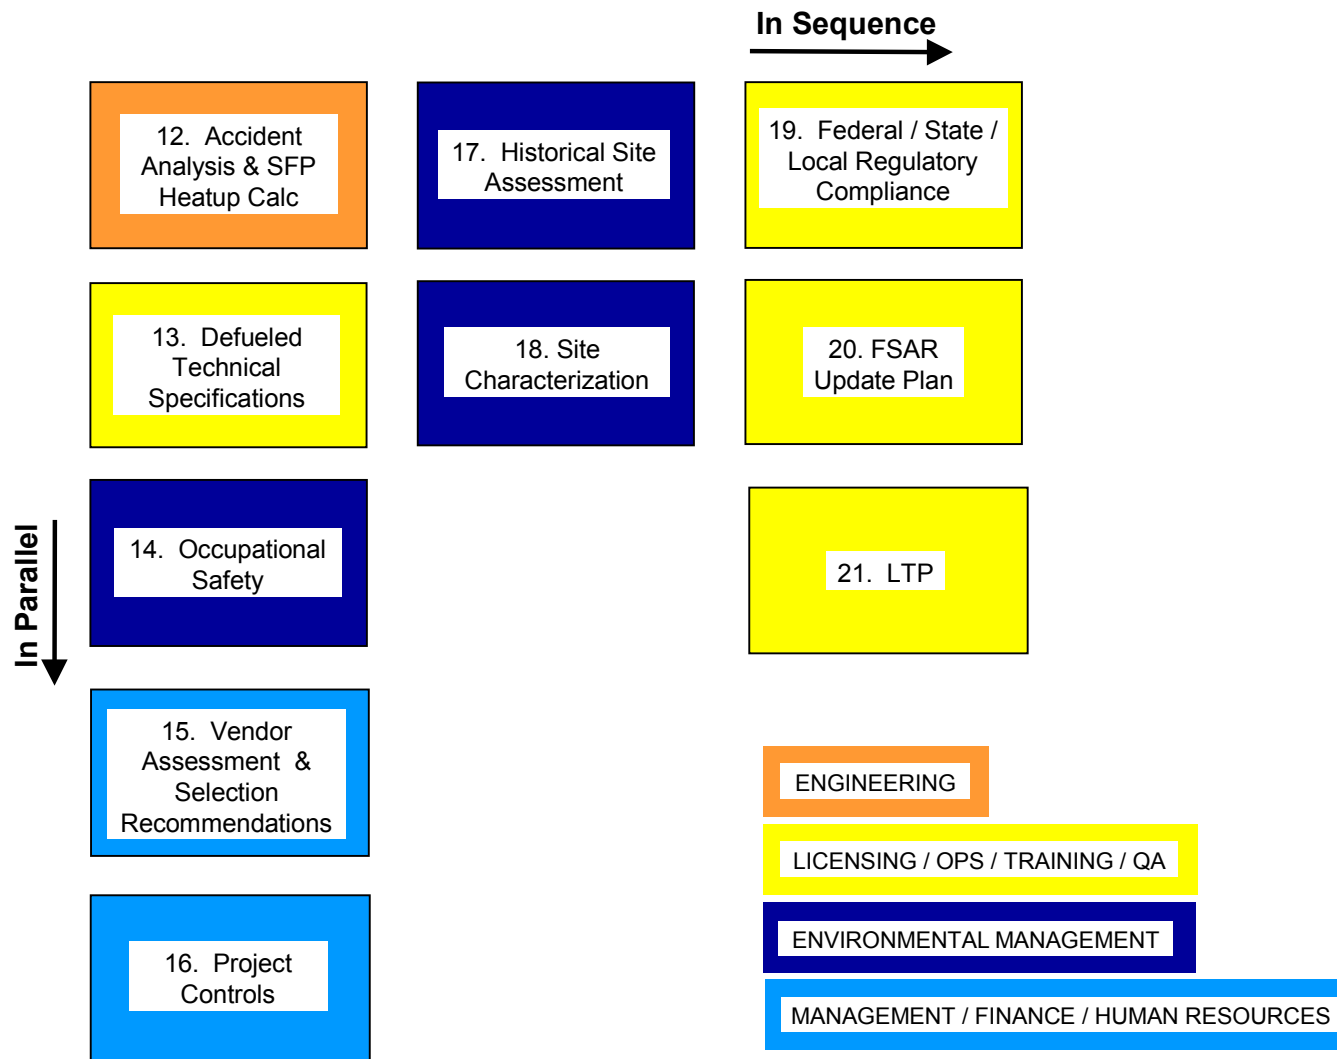 In Sequence
12. Accident
Analysis & SFP
Heatup Calc
17. Historical Site
Assessment
19. Federal / State /
Local Regulatory
Compliance
13. Defueled
Technical
Specifications
18. Site
Characterization
20. FSAR
Update Plan
In Parallel
14. Occupational
Safety
21. LTP
15. Vendor
Assessment &
Selection
Recommendations
16. Project
Controls
ENGINEERING
LICENSING / OPS / TRAINING / QA
ENVIRONMENTAL MANAGEMENT
MANAGEMENT / FINANCE / HUMAN RESOURCES